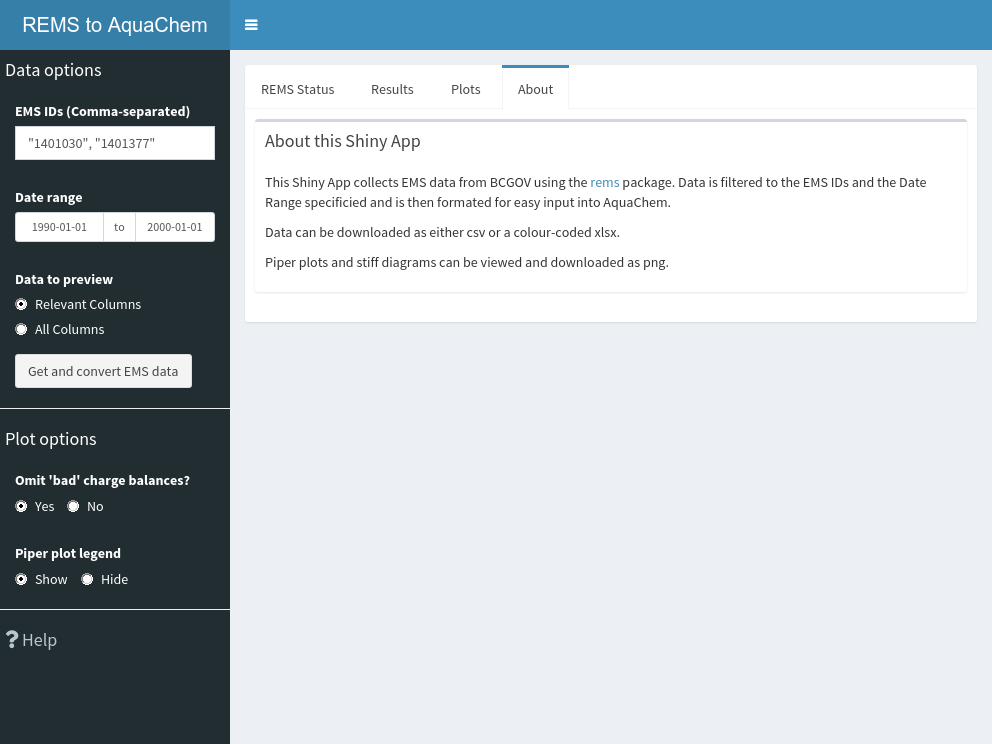 REMS to AquaChem
Data options
EMS IDs (Comma-separated)
"1401030", "1401377"
Date range
1990-01-01 to 2000-01-01
Data to preview
Relevant Columns
All Columns
Get and convert EMS data
Plot options
Omit 'bad' charge balances?
Yes No
Piper plot legend
Show Hide
Help
REMS Status Results Plots About
About this Shiny App
This Shiny App collects EMS data from BCGOV using the rems package. Data is filtered to the EMS IDs and the Date
Range specificied and is then formated for easy input into AquaChem.
Data can be downloaded as either csv or a colour-coded xlsx.
Piper plots and stiff diagrams can be viewed and downloaded as png.